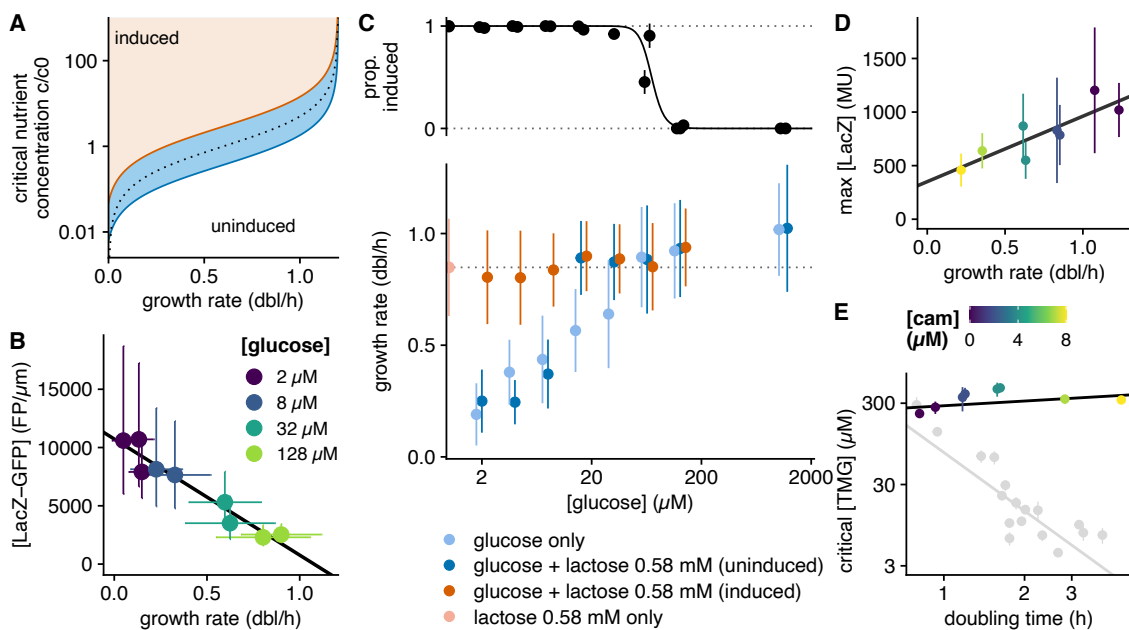 A
induced
uninduced
critical nutrient
concentration c/c0
100
1
0.01
0.0
0.5
1.0
growth rate (dbl/h)
B
[glucose]
2 µM
8 µM
32 µM
128 µM
[LacZ−GFP] (FP/µm)
15000
10000
5000
0
0.0
0.5
1.0
growth rate (dbl/h)
C
prop.
induced
1
0
growth rate (dbl/h)
1.0
0.5
0.0
2
20
200
2000
[glucose] (µM)
glucose only
glucose + lactose 0.58 mM (uninduced)
glucose + lactose 0.58 mM (induced)
lactose 0.58 mM only
D
max [LacZ] (MU)
1500
1000
500
0
0.0
0.5
1.0
growth rate (dbl/h)
E
[cam]
(µM)
0
4
8
critical [TMG] (µM)
300
30
3
1
2
3
doubling time (h)